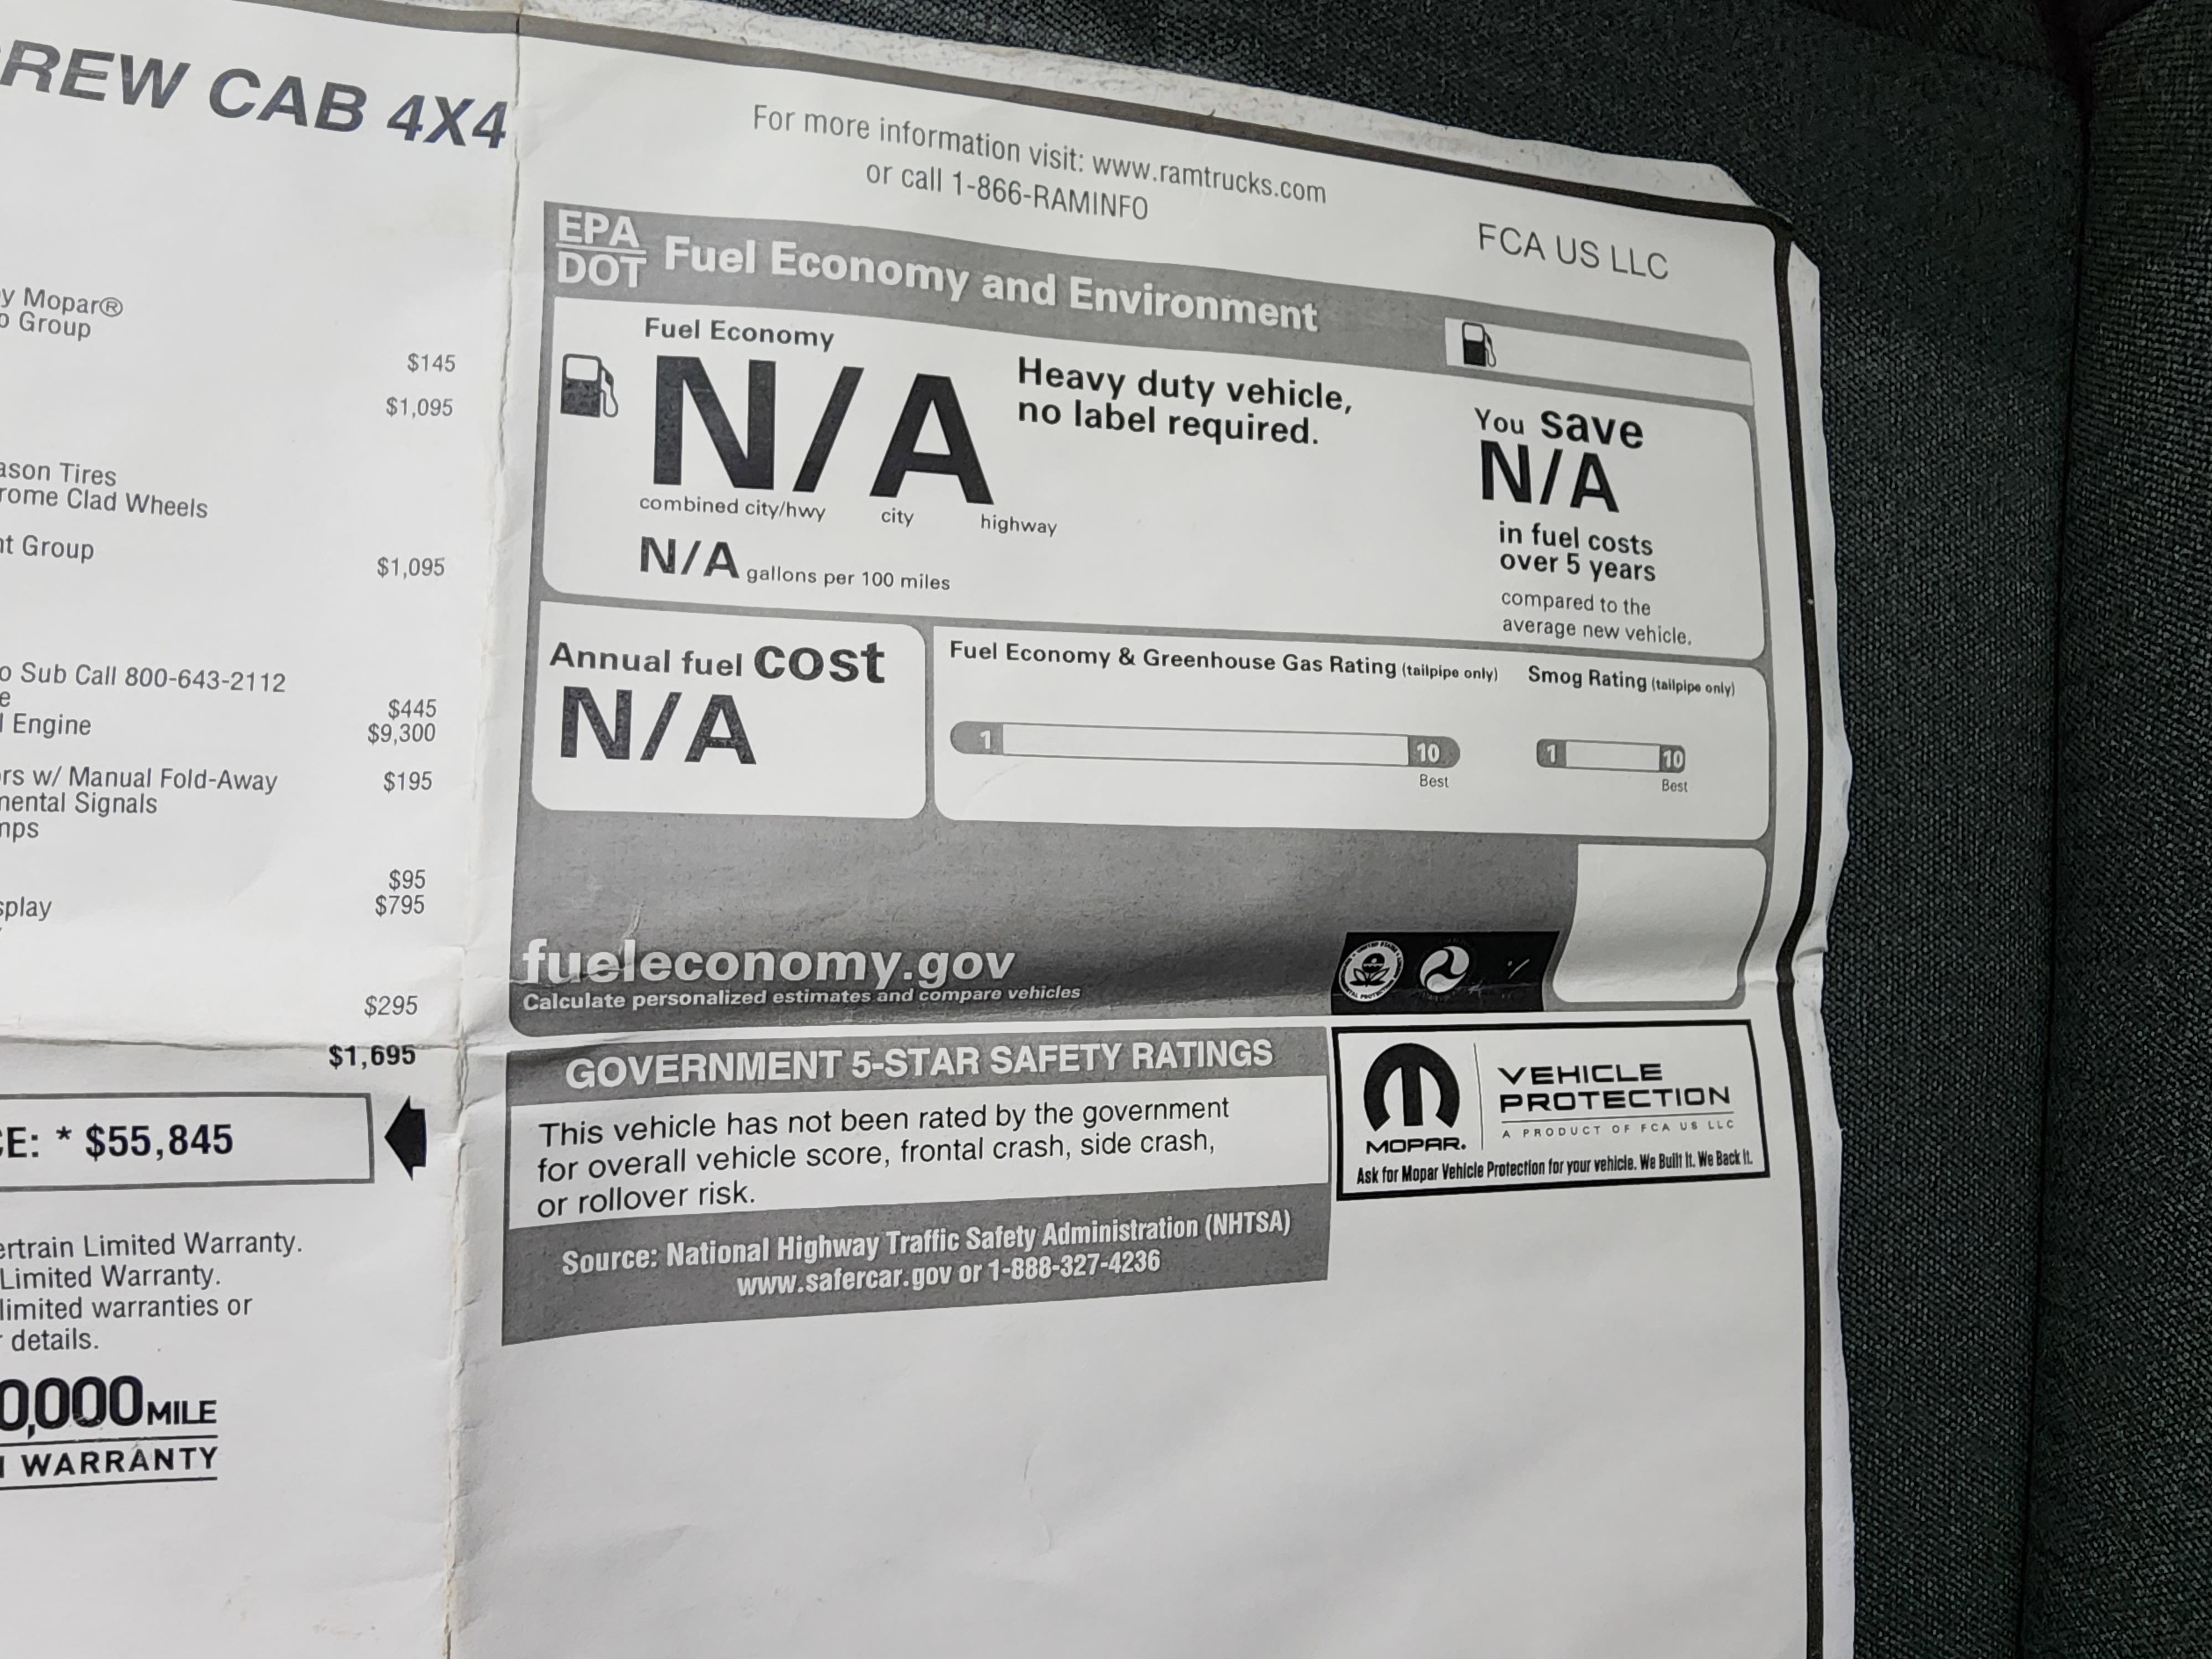 REW CAB 4X4
y Mopar®
o Group
$145
$1,095
ason Tires
rome Clad Wheels
nt Group
$1,095
o Sub Call 800-643-2112
e
$445
l Engine
$9,300
ors w/ Manual Fold-Away
$195
mental Signals
mps
$95
splay
$795
$295
$1,695
CE: * $55,845
ertrain Limited Warranty.
Limited Warranty.
limited warranties or
r details.
0,000 MILE
WARRANTY
For more information visit: www.ramtrucks.com
or call 1-866-RAMINFO
FCA US LLC
EPA
DOT
Fuel Economy and Environment
Fuel Economy
N/A
Heavy duty vehicle,
no label required.
combined city/hwy city highway
N/A gallons per 100 miles
You save
N/A
in fuel costs
over 5 years
compared to the
average new vehicle.
Annual fuel cost
N/A
Fuel Economy & Greenhouse Gas Rating (tailpipe only)
1 10
Best
Smog Rating (tailpipe only)
1 10
Best
fueleconomy.gov
Calculate personalized estimates and compare vehicles
GOVERNMENT 5-STAR SAFETY RATINGS
This vehicle has not been rated by the government
for overall vehicle score, frontal crash, side crash,
or rollover risk.
Source: National Highway Traffic Safety Administration (NHTSA)
www.safercar.gov or 1-888-327-4236
MOPAR.
VEHICLE
PROTECTION
A PRODUCT OF FCA US LLC
Ask for Mopar Vehicle Protection for your vehicle. We Built It. We Back It.